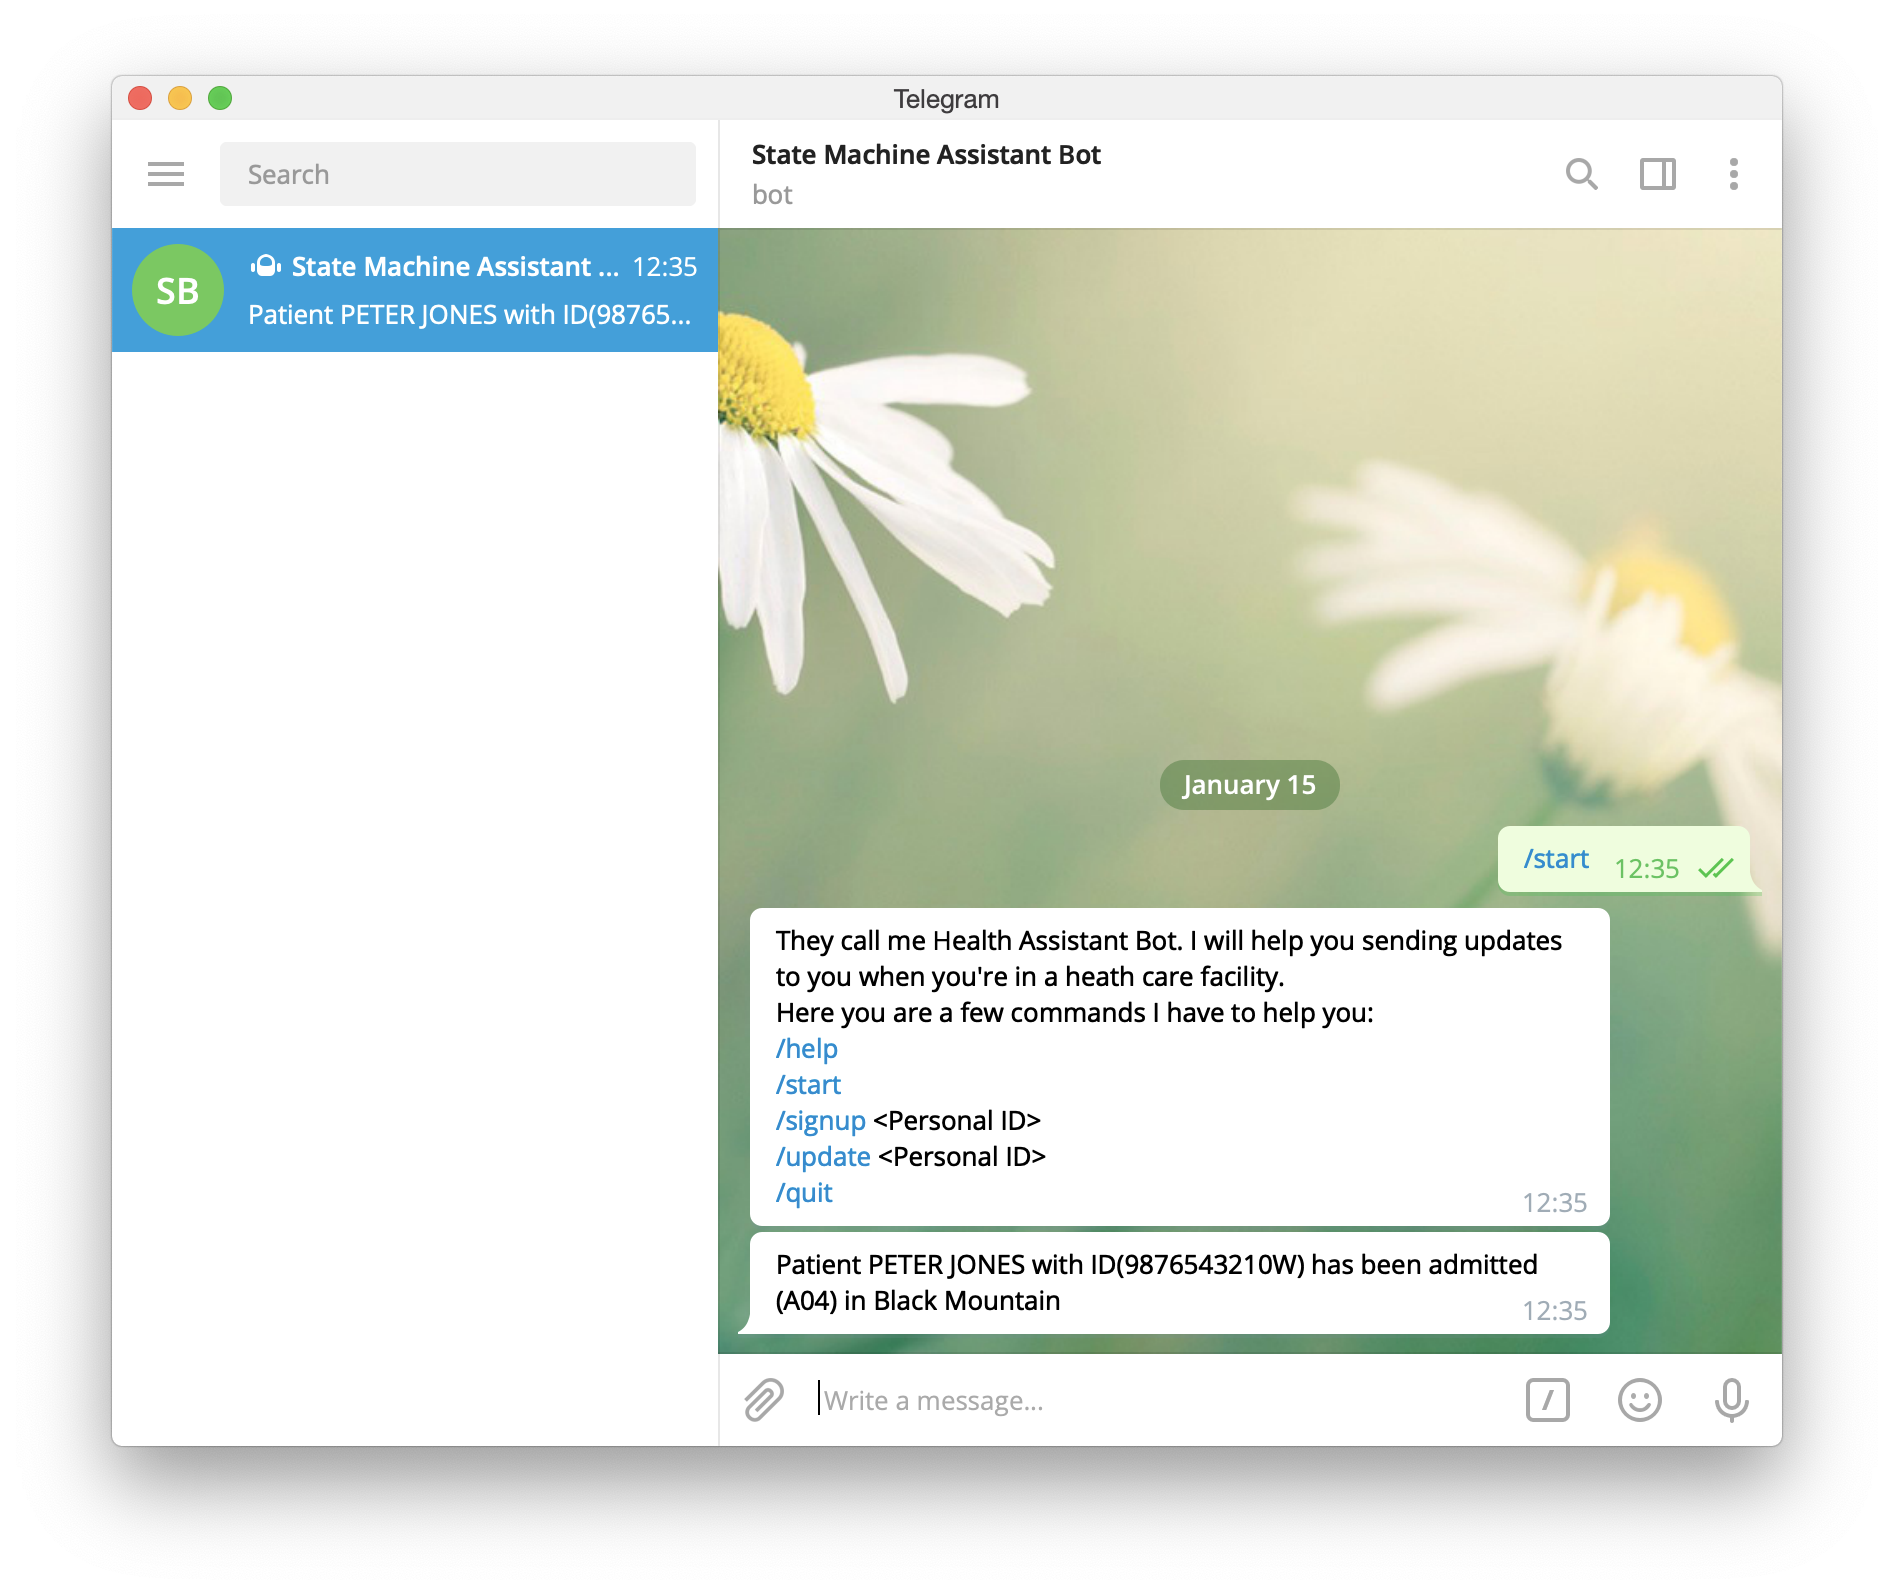 Telegram
Search
SB
State Machine Assistant ... 12:35
Patient PETER JONES with ID(98765...
State Machine Assistant Bot
bot
January 15
/start 12:35
They call me Health Assistant Bot. I will help you sending updates
to you when you're in a heath care facility.
Here you are a few commands I have to help you:
/help
/start
/signup <Personal ID>
/update <Personal ID>
/quit
12:35
Patient PETER JONES with ID(9876543210W) has been admitted
(A04) in Black Mountain
12:35
Write a message...
/